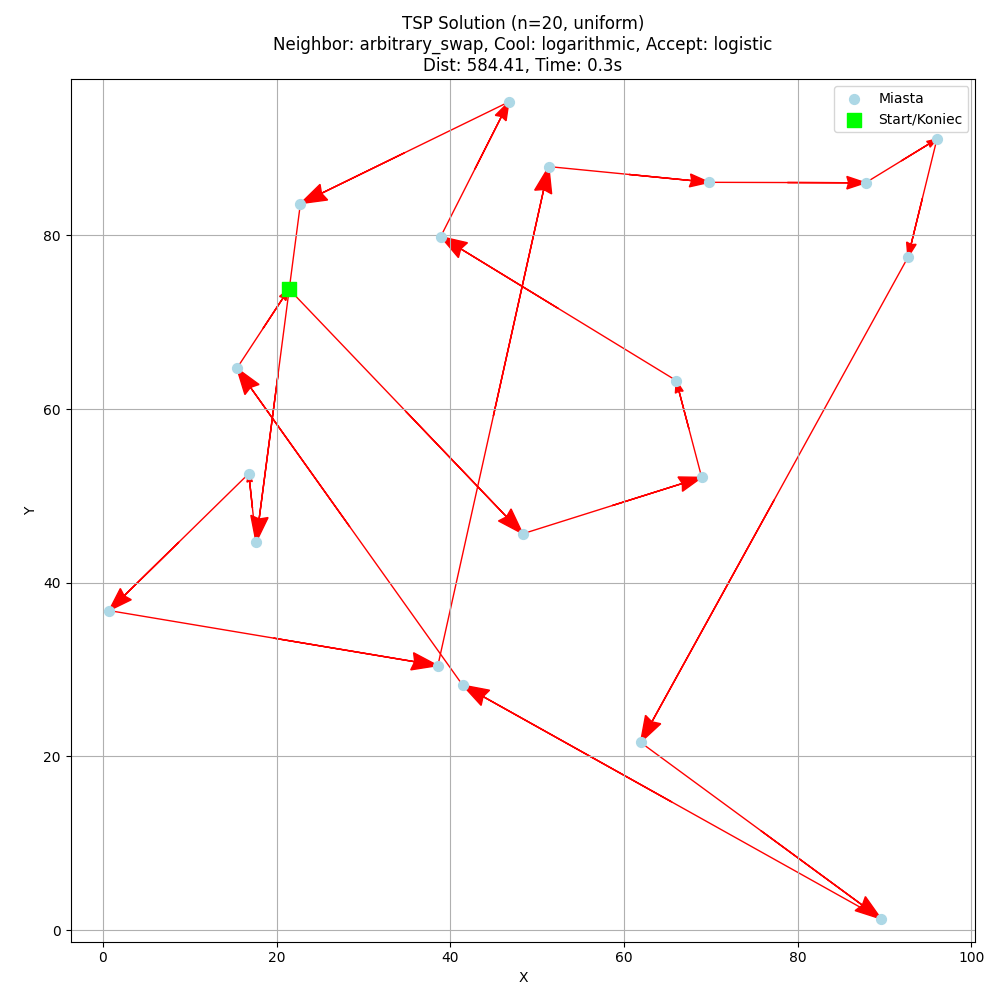 TSP Solution (n=20, uniform)
Neighbor: arbitrary_swap, Cool: logarithmic, Accept: logistic
Dist: 584.41, Time: 0.3s
Miasta
Start/Koniec
80
60
40
20
0
Y
0 20 40 60 80 100
X